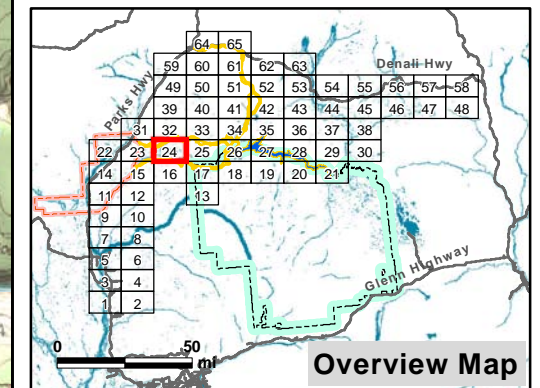 64 65
59 60 61 62 63
Denali Hwy
49 50 51 52 53 54 55 56 57 58
Parks Hwy
39 40 41 42 43 44 45 46 47 48
31 32 33 34 35 36 37 38
22 23 24 25 26 27 28 29 30
14 15 16 17 18 19 20 21
11 12 13
9 10
7 8
5 6
Glenn Highway
3 4
1 2
0 50
mi
Overview Map